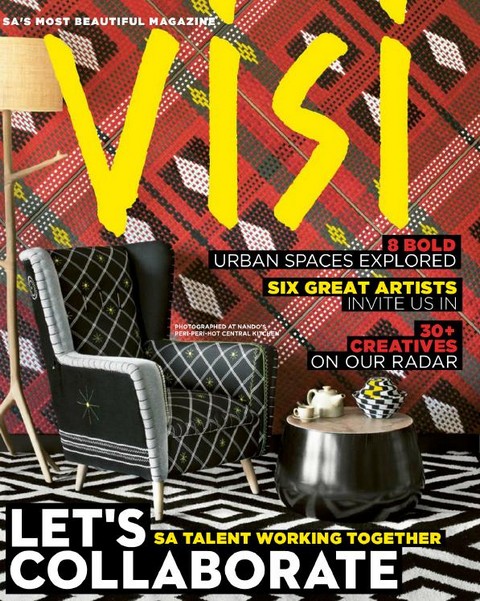 SA'S MOST BEAUTIFUL MAGAZINE
VISI
8 BOLD
URBAN SPACES EXPLORED
SIX GREAT ARTISTS
INVITE US IN
30+
CREATIVES
ON OUR RADAR
PHOTOGRAPHED AT NANDO'S
PERI-PERI-HOT CENTRAL KITCHEN
LET'S
SA TALENT WORKING TOGETHER
COLLABORATE